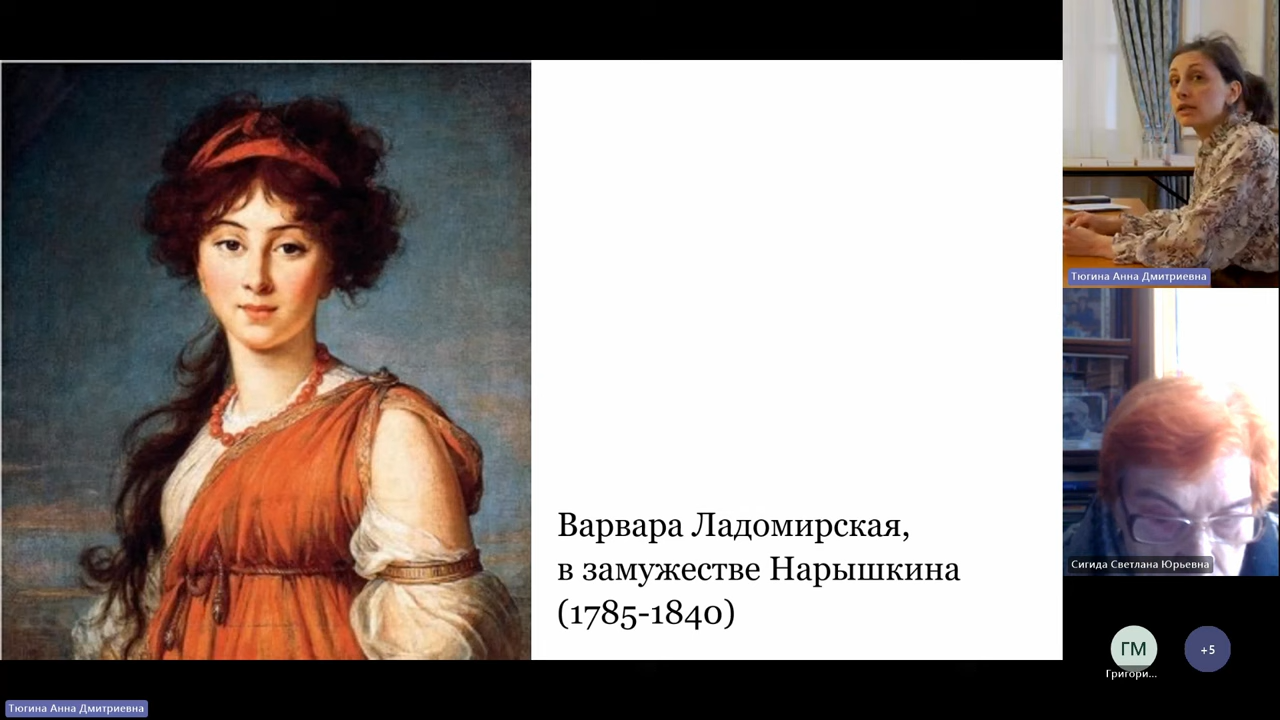 Варвара Ладомирская,
в замужестве Нарышкина
(1785-1840)
Тюгина Анна Дмитриевна
Сигида Светлана Юрьевна
ГМ
+5
Григори...
Тюгина Анна Дмитриевна